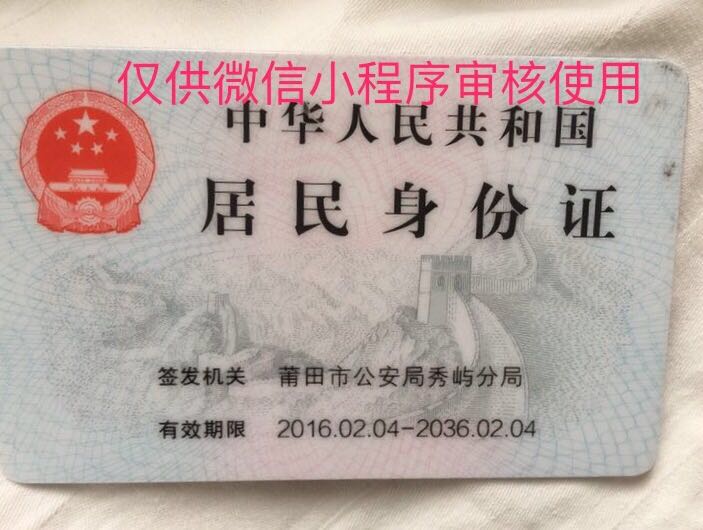 仅供微信小程序审核使用
中华人民共和国
居民身份证
签发机关 莆田市公安局秀屿分局
有效期限 2016.02.04-2036.02.04